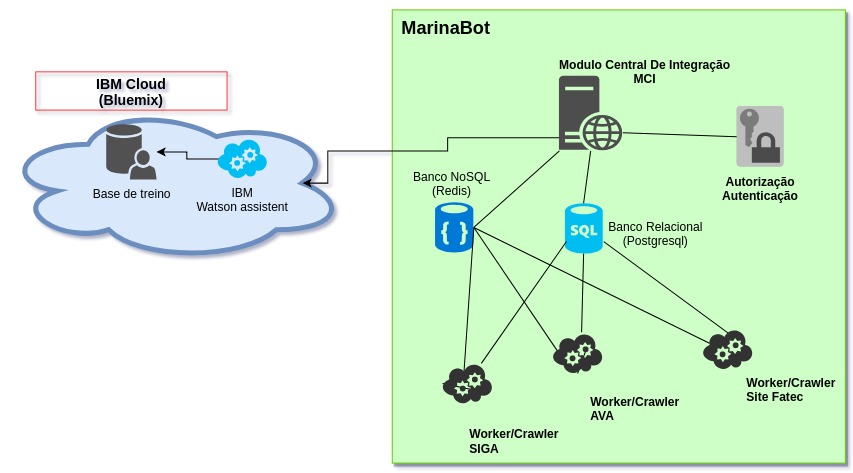 MarinaBot
Modulo Central De Integração
MCI
IBM Cloud
(Bluemix)
Base de treino
IBM
Watson assistent
Banco NoSQL
(Redis)
{ }
SQL
Banco Relacional
(Postgresql)
Autorização
Autenticação
Worker/Crawler
SIGA
Worker/Crawler
AVA
Worker/Crawler
Site Fatec